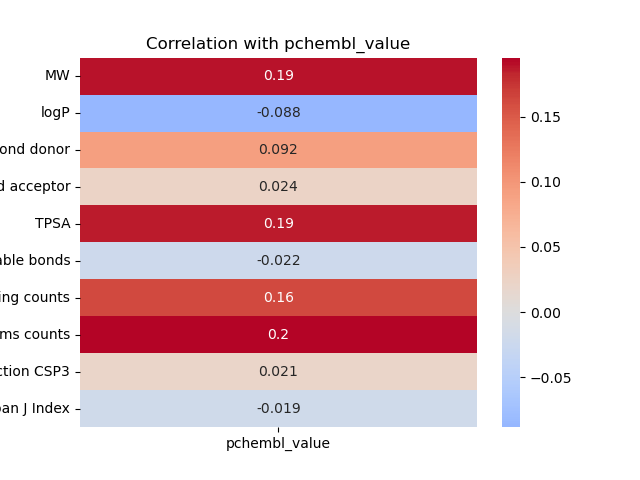 Correlation with pchembl_value
MW 0.19
logP -0.088
ond donor 0.092
d acceptor 0.024
TPSA 0.19
able bonds -0.022
ing counts 0.16
ms counts 0.2
ction CSP3 0.021
an J Index -0.019
pchembl_value
0.15
0.10
0.05
0.00
−0.05